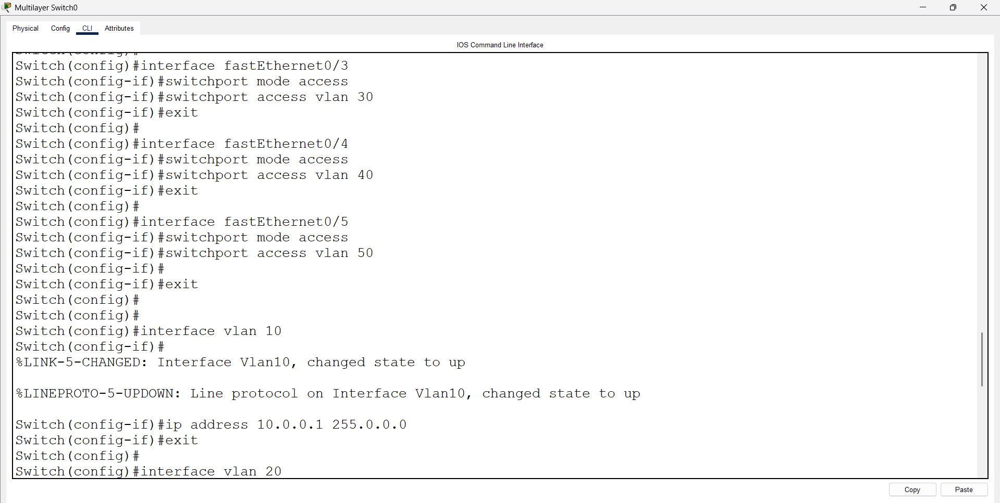 Multilayer Switch0
Physical Config CLI Attributes
IOS Command Line Interface
Switch(config)#
Switch(config)#interface fastEthernet0/3
Switch(config-if)#switchport mode access
Switch(config-if)#switchport access vlan 30
Switch(config-if)#exit
Switch(config)#
Switch(config)#interface fastEthernet0/4
Switch(config-if)#switchport mode access
Switch(config-if)#switchport access vlan 40
Switch(config-if)#exit
Switch(config)#
Switch(config)#interface fastEthernet0/5
Switch(config-if)#switchport mode access
Switch(config-if)#switchport access vlan 50
Switch(config-if)#
Switch(config-if)#exit
Switch(config)#
Switch(config)#
Switch(config)#interface vlan 10
Switch(config-if)#
%LINK-5-CHANGED: Interface Vlan10, changed state to up
%LINEPROTO-5-UPDOWN: Line protocol on Interface Vlan10, changed state to up
Switch(config-if)#ip address 10.0.0.1 255.0.0.0
Switch(config-if)#exit
Switch(config)#
Switch(config)#interface vlan 20
Copy Paste